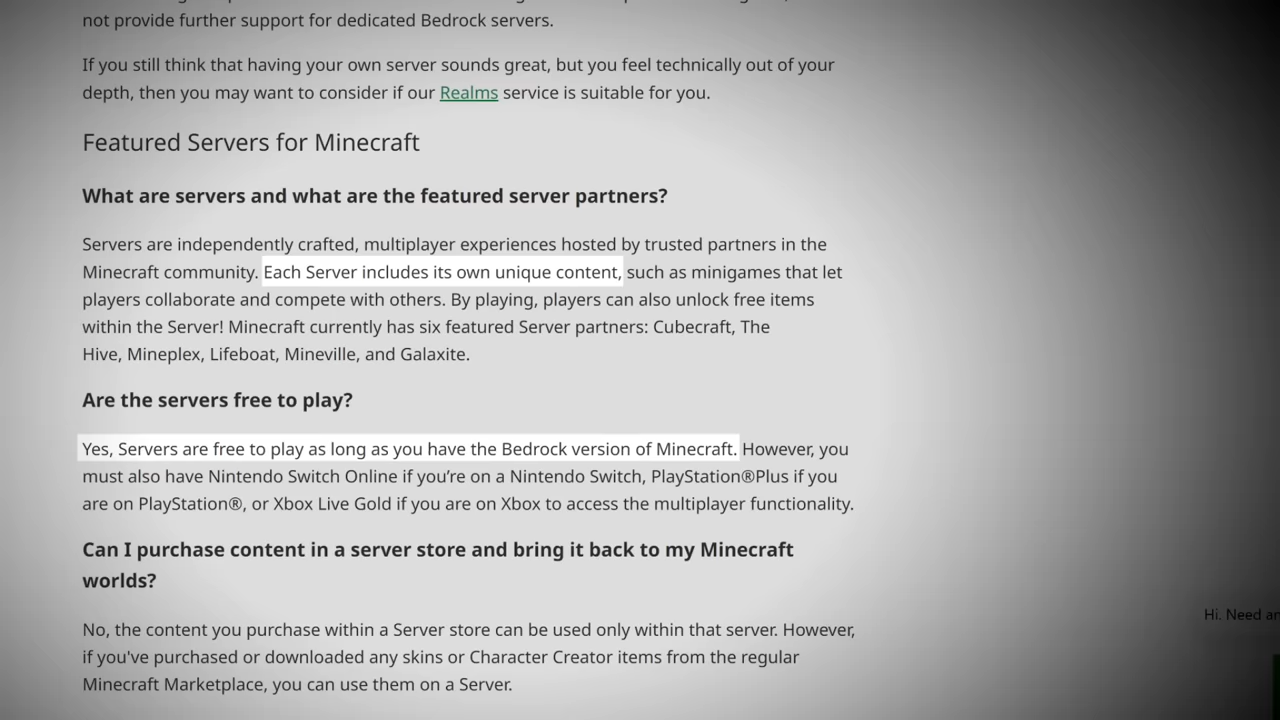 not provide further support for dedicated Bedrock servers.
If you still think that having your own server sounds great, but you feel technically out of your
depth, then you may want to consider if our Realms service is suitable for you.
Featured Servers for Minecraft
What are servers and what are the featured server partners?
Servers are independently crafted, multiplayer experiences hosted by trusted partners in the
Minecraft community. Each Server includes its own unique content, such as minigames that let
players collaborate and compete with others. By playing, players can also unlock free items
within the Server! Minecraft currently has six featured Server partners: Cubecraft, The
Hive, Mineplex, Lifeboat, Mineville, and Galaxite.
Are the servers free to play?
Yes, Servers are free to play as long as you have the Bedrock version of Minecraft. However, you
must also have Nintendo Switch Online if you’re on a Nintendo Switch, PlayStation®Plus if you
are on PlayStation®, or Xbox Live Gold if you are on Xbox to access the multiplayer functionality.
Can I purchase content in a server store and bring it back to my Minecraft
worlds?
No, the content you purchase within a Server store can be used only within that server. However,
if you've purchased or downloaded any skins or Character Creator items from the regular
Minecraft Marketplace, you can use them on a Server.
Hi. Need